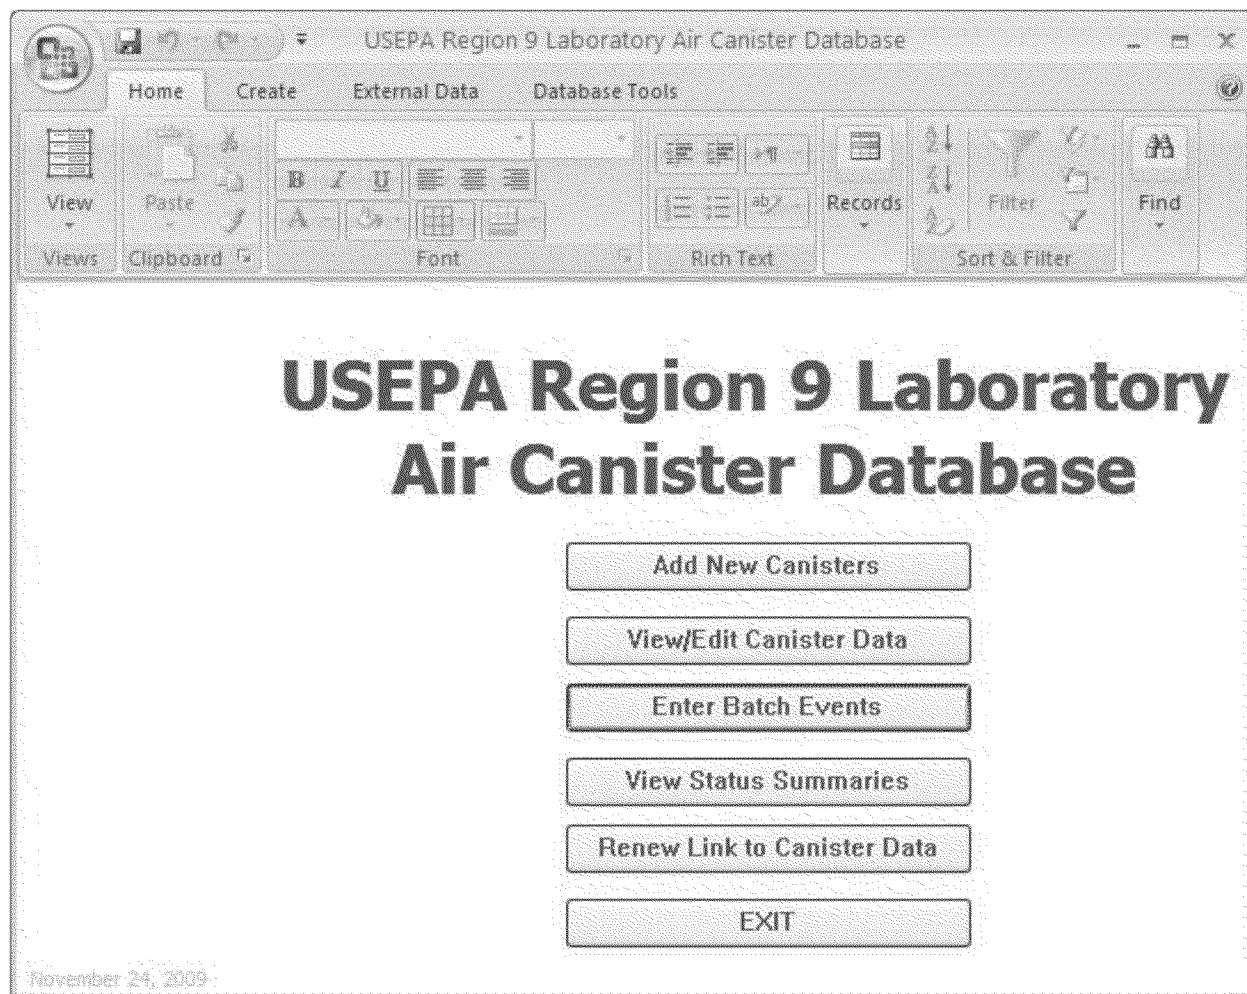 USEPA Region 9 Laboratory Air Canister Database
Home Create External Data Database Tools
B I U
A
View Paste Records Filter Find
Views Clipboard Font Rich Text Sort & Filter
USEPA Region 9 Laboratory
Air Canister Database
Add New Canisters
View/Edit Canister Data
Enter Batch Events
View Status Summaries
Renew Link to Canister Data
EXIT
November 24, 2009